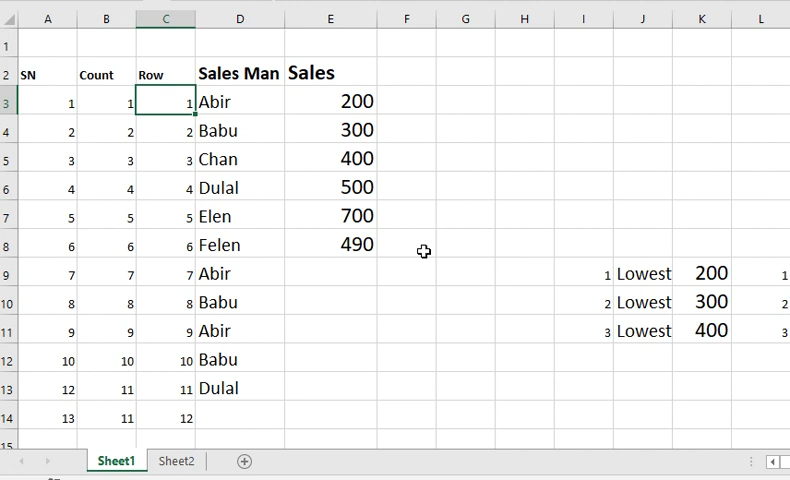 A B C D E F G H I J K L
1
2 SN Count Row Sales Man Sales
3 1 1 1 Abir 200
4 2 2 2 Babu 300
5 3 3 3 Chan 400
6 4 4 4 Dulal 500
7 5 5 5 Elen 700
8 6 6 6 Felen 490
9 7 7 7 Abir 1 Lowest 200 1
10 8 8 8 Babu 2 Lowest 300 2
11 9 9 9 Abir 3 Lowest 400 3
12 10 10 10 Babu
13 12 11 11 Dulal
14 13 11 12
15
Sheet1 Sheet2